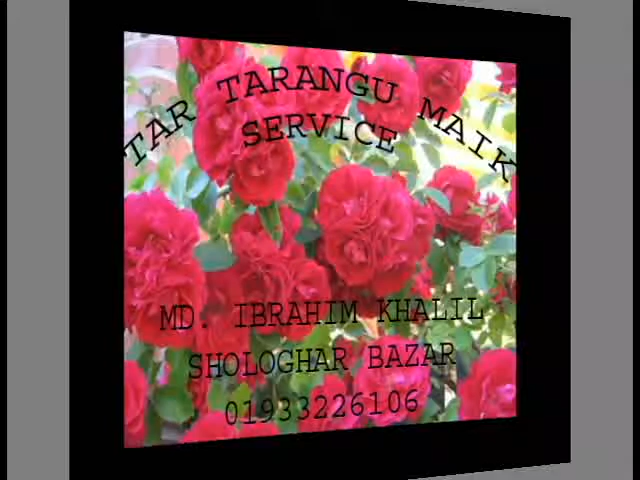 TAR TARANGU MAIK
SERVICE
MD. IBRAHIM KHALIL
SHOLOGHAR BAZAR
01933226106